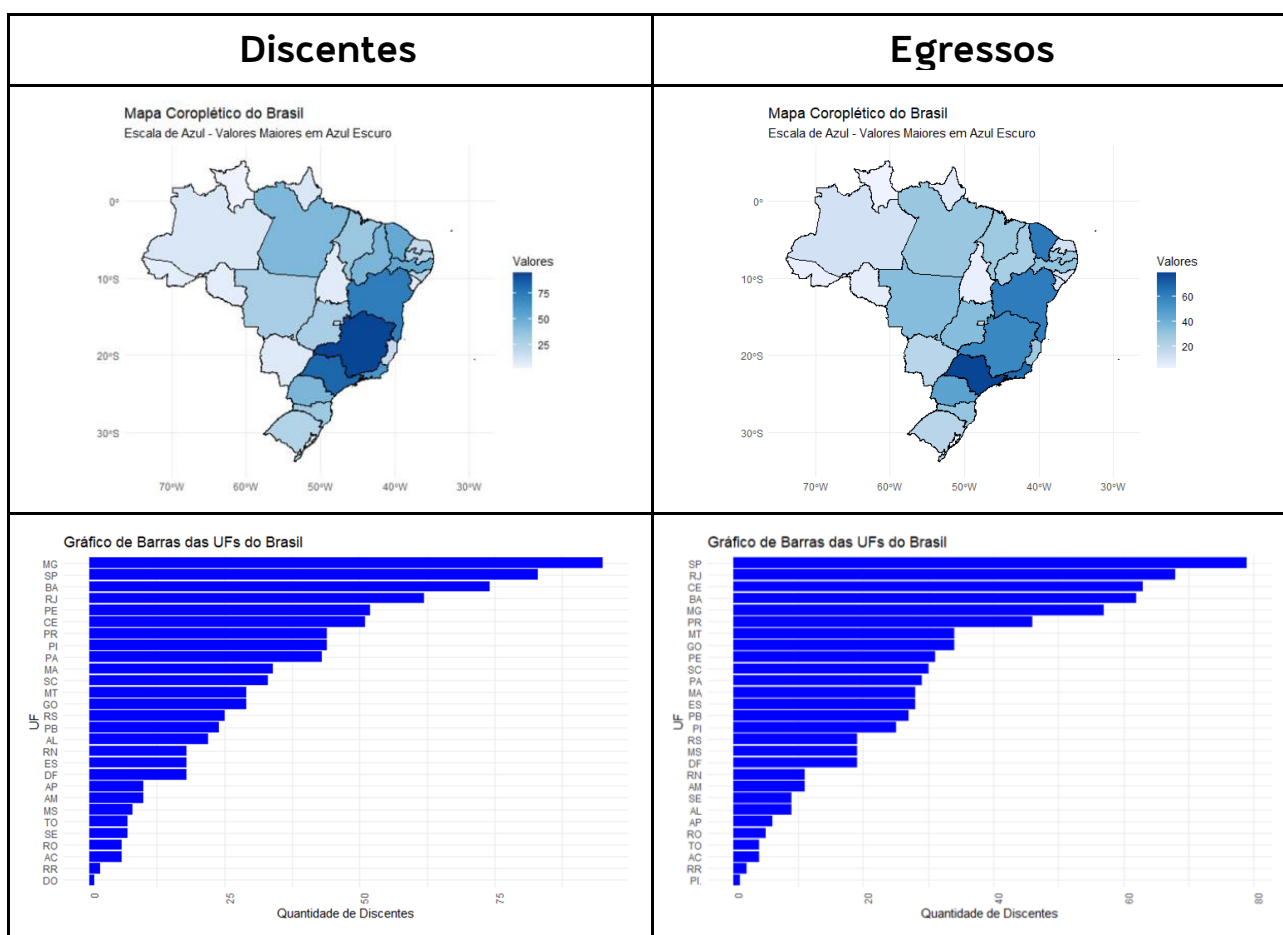 Discentes
Egressos
Mapa Coroplético do Brasil
Escala de Azul - Valores Maiores em Azul Escuro
0°
10°S
20°S
30°S
70°W
60°W
50°W
40°W
30°W
Valores
75
50
25
Mapa Coroplético do Brasil
Escala de Azul - Valores Maiores em Azul Escuro
0°
10°S
20°S
30°S
70°W
60°W
50°W
40°W
30°W
Valores
60
40
20
Gráfico de Barras das UFs do Brasil
UF
MG
SP
BA
RJ
PE
CE
PR
PI
PA
MA
SC
MT
GO
RS
PB
AL
RN
ES
DF
AP
AM
MS
TO
SE
RO
AC
RR
DO
0
25
50
75
Quantidade de Discentes
Gráfico de Barras das UFs do Brasil
UF
SP
RJ
CE
BA
MG
PR
MT
GO
PE
SC
PA
MA
ES
PB
PI
RS
MS
DF
RN
AM
SE
AL
AP
RO
TO
AC
RR
PI.
0
20
40
60
80
Quantidade de Discentes